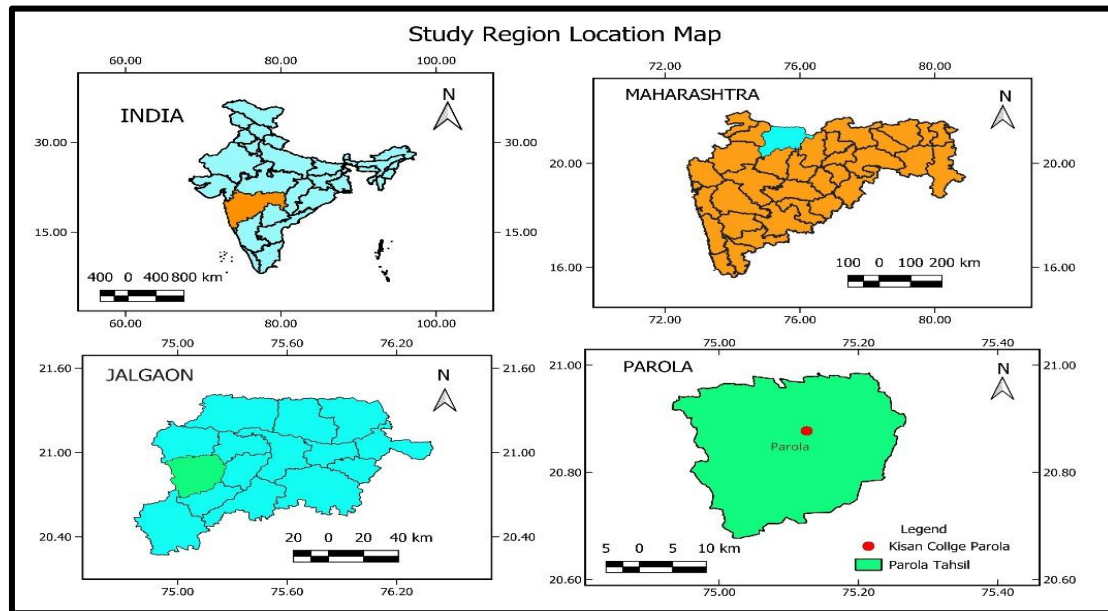 Study Region Location Map
60.00 80.00 100.00
INDIA
N
30.00 30.00
15.00 15.00
400 0 400 800 km
60.00 80.00 100.00
72.00 76.00 80.00
MAHARASHTRA
N
20.00 20.00
100 0 100 200 km
16.00 16.00
72.00 76.00 80.00
75.00 75.60 76.20
21.60 21.60
JALGAON
N
21.00 21.00
20.40 20.40
20 0 20 40 km
75.00 75.60 76.20
75.00 75.20 75.40
21.00 21.00
PAROLA
N
Parola
20.80 20.80
Legend
Kisan Collge Parola
Parola Tahsil
5 0 5 10 km
20.60 20.60
75.00 75.20 75.40